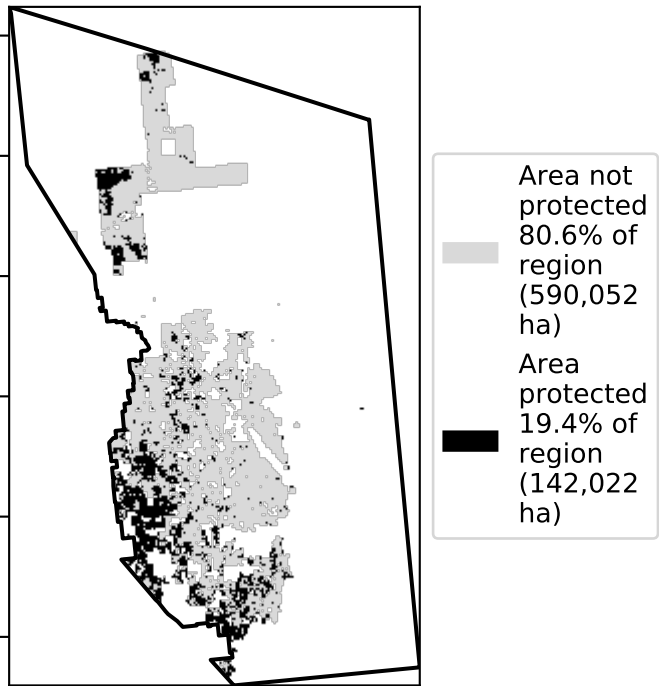 Area not
protected
80.6% of
region
(590,052
ha)
Area
protected
19.4% of
region
(142,022
ha)